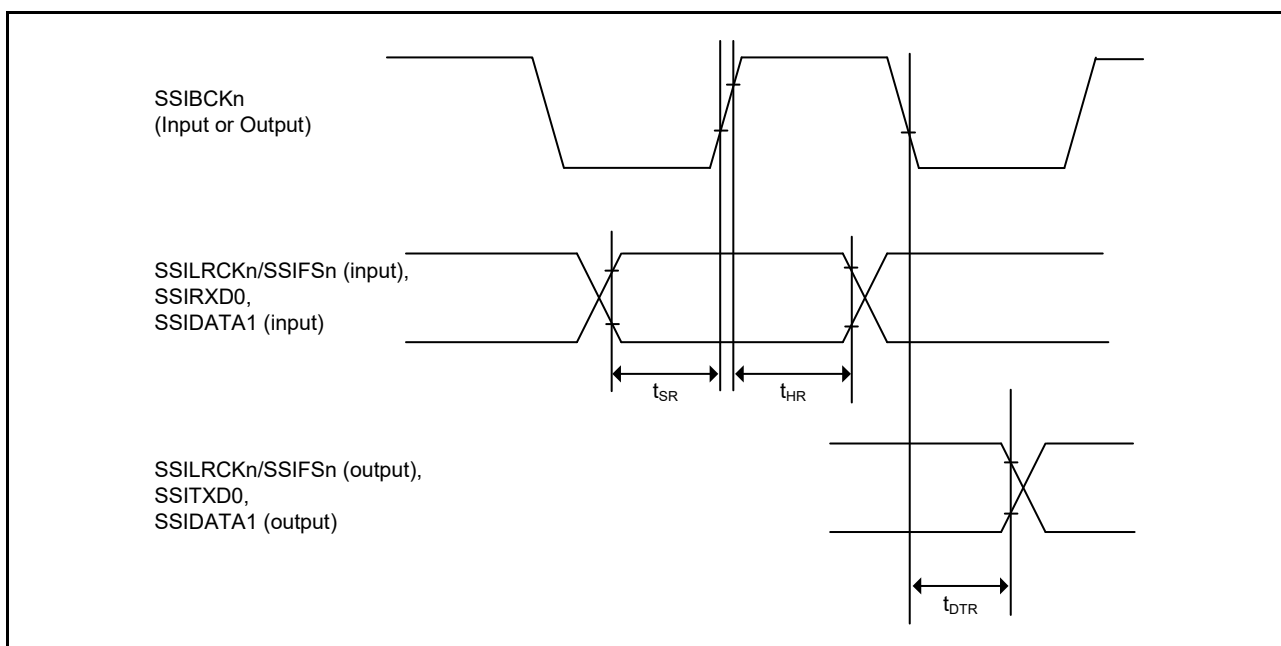 SSIBCKn
(Input or Output)
SSILRCKn/SSIFSn (input),
SSIRXD0,
SSIDATA1 (input)
tSR
tHR
SSILRCKn/SSIFSn (output),
SSITXD0,
SSIDATA1 (output)
tDTR